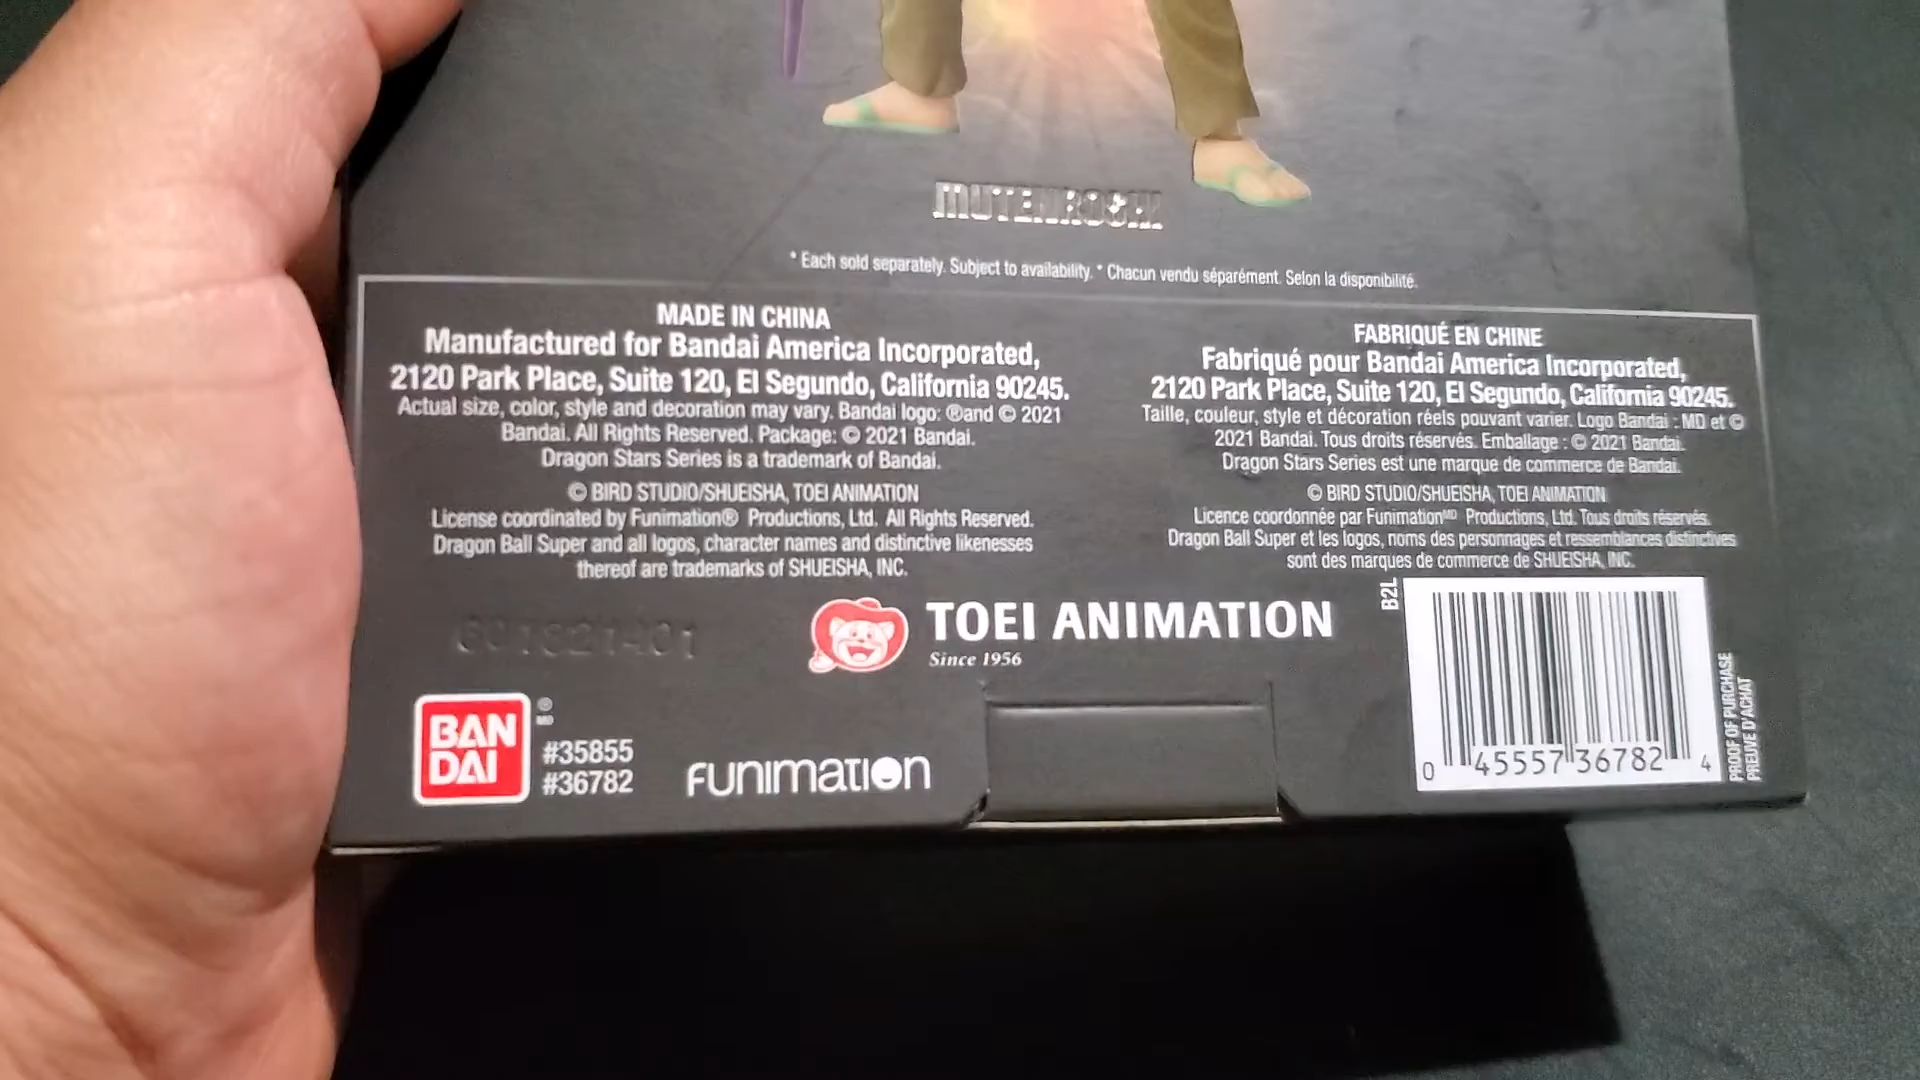 MUTENROSHI
* Each sold separately. Subject to availability. * Chacun vendu séparément. Selon la disponibilité.
MADE IN CHINA
Manufactured for Bandai America Incorporated,
2120 Park Place, Suite 120, El Segundo, California 90245.
Actual size, color, style and decoration may vary. Bandai logo: ®and © 2021
Bandai. All Rights Reserved. Package: © 2021 Bandai.
Dragon Stars Series is a trademark of Bandai.
© BIRD STUDIO/SHUEISHA, TOEI ANIMATION
License coordinated by Funimation® Productions, Ltd. All Rights Reserved.
Dragon Ball Super and all logos, character names and distinctive likenesses
thereof are trademarks of SHUEISHA, INC.
FABRIQUÉ EN CHINE
Fabriqué pour Bandai America Incorporated,
2120 Park Place, Suite 120, El Segundo, California 90245.
Taille, couleur, style et décoration réels pouvant varier. Logo Bandai : MD et ©
2021 Bandai. Tous droits réservés. Emballage : © 2021 Bandai.
Dragon Stars Series est une marque de commerce de Bandai.
© BIRD STUDIO/SHUEISHA, TOEI ANIMATION
Licence coordonnée par Funimation MD Productions, Ltd. Tous droits réservés.
Dragon Ball Super et les logos, noms des personnages et ressemblances distinctives
sont des marques de commerce de SHUEISHA, INC.
TOEI ANIMATION
Since 1956
BAN
DAI
® MD
#35855
#36782
FUNIMATION
B2L
0 45557 36782 4
PROOF OF PURCHASE
PREUVE D'ACHAT